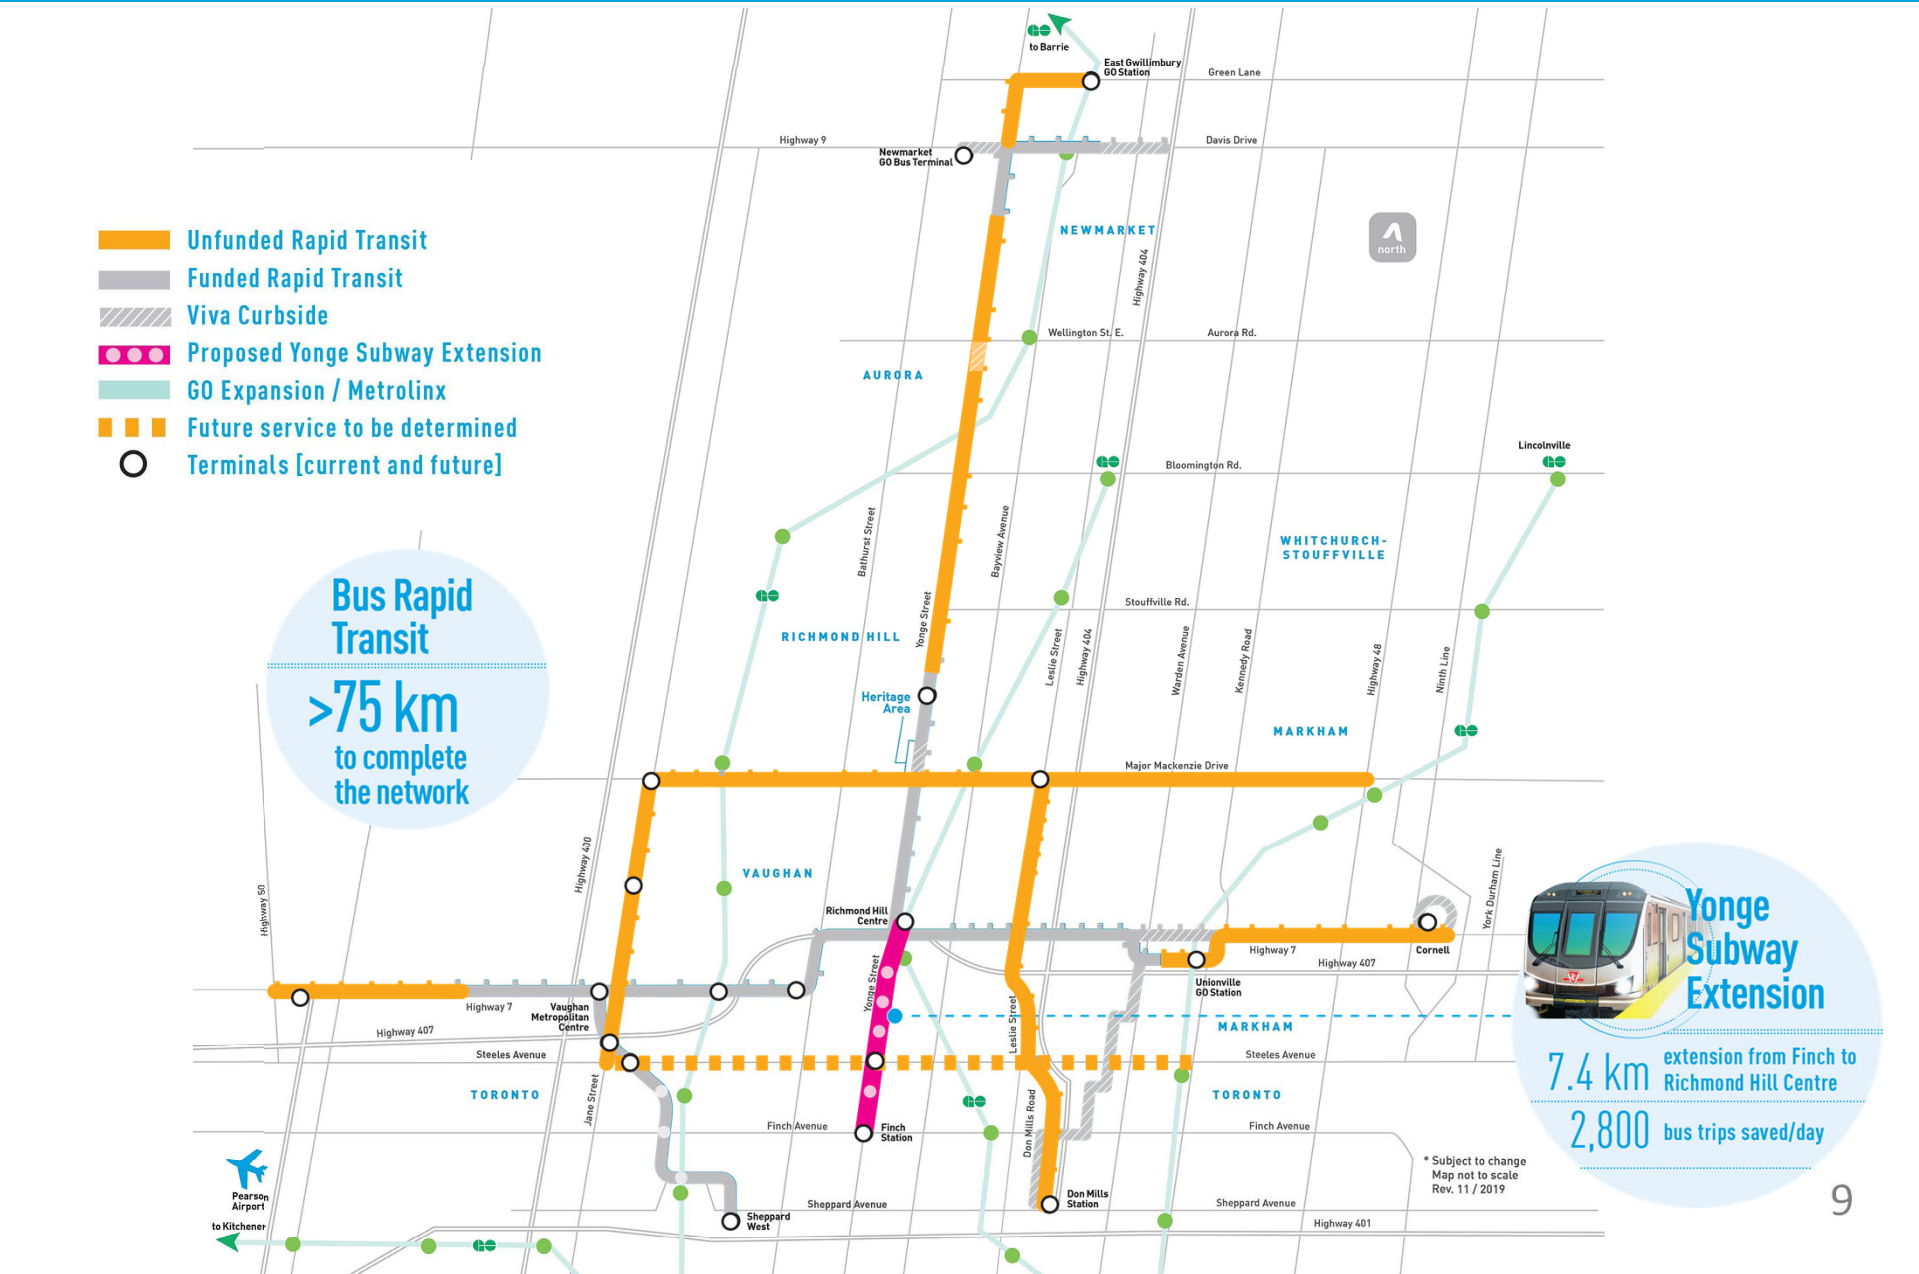 to Barrie
East Gwillimbury
GO Station
Green Lane
Highway 9
Davis Drive
Newmarket
GO Bus Terminal
NEWMARKET
north
Highway 404
Unfunded Rapid Transit
Funded Rapid Transit
Viva Curbside
Proposed Yonge Subway Extension
GO Expansion / Metrolinx
Future service to be determined
Terminals [current and future]
Wellington St. E.
Aurora Rd.
AURORA
Bloomington Rd.
Lincolnville
Bathurst Street
Bayview Avenue
WHITCHURCH-
STOUFFVILLE
Bus Rapid
Transit
>75 km
to complete
the network
Yonge Street
Stouffville Rd.
RICHMOND HILL
Leslie Street
Highway 404
Warden Avenue
Kennedy Road
Highway 48
Ninth Line
Heritage
Area
MARKHAM
Major Mackenzie Drive
Highway 400
VAUGHAN
Highway 50
York Durham Line
Richmond Hill
Centre
Cornell
Highway 7
Highway 407
Yonge Street
Unionville
GO Station
Highway 7
Vaughan
Metropolitan
Centre
Highway 407
Leslie Street
MARKHAM
Steeles Avenue
Steeles Avenue
Yonge
Subway
Extension
7.4 km
extension from Finch to
Richmond Hill Centre
2,800
bus trips saved/day
TORONTO
Jane Street
Don Mills Road
TORONTO
Finch Avenue
Finch
Station
Finch Avenue
Pearson
Airport
to Kitchener
Sheppard
West
Sheppard Avenue
Don Mills
Station
Sheppard Avenue
Highway 401
* Subject to change
Map not to scale
Rev. 11 / 2019
9